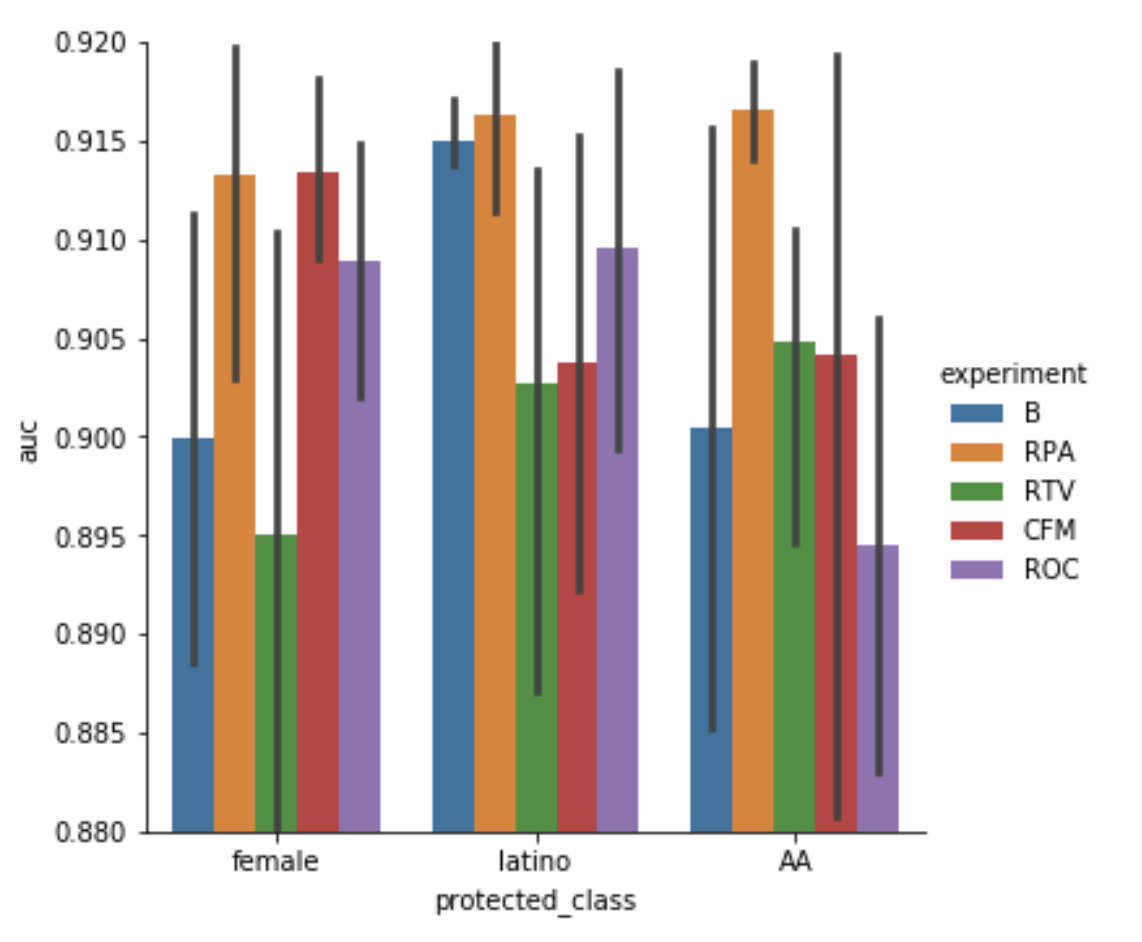 0.920
0.915
0.910
0.905
0.900
0.895
0.890
0.885
0.880
auc
female latino AA
protected_class
experiment
B
RPA
RTV
CFM
ROC